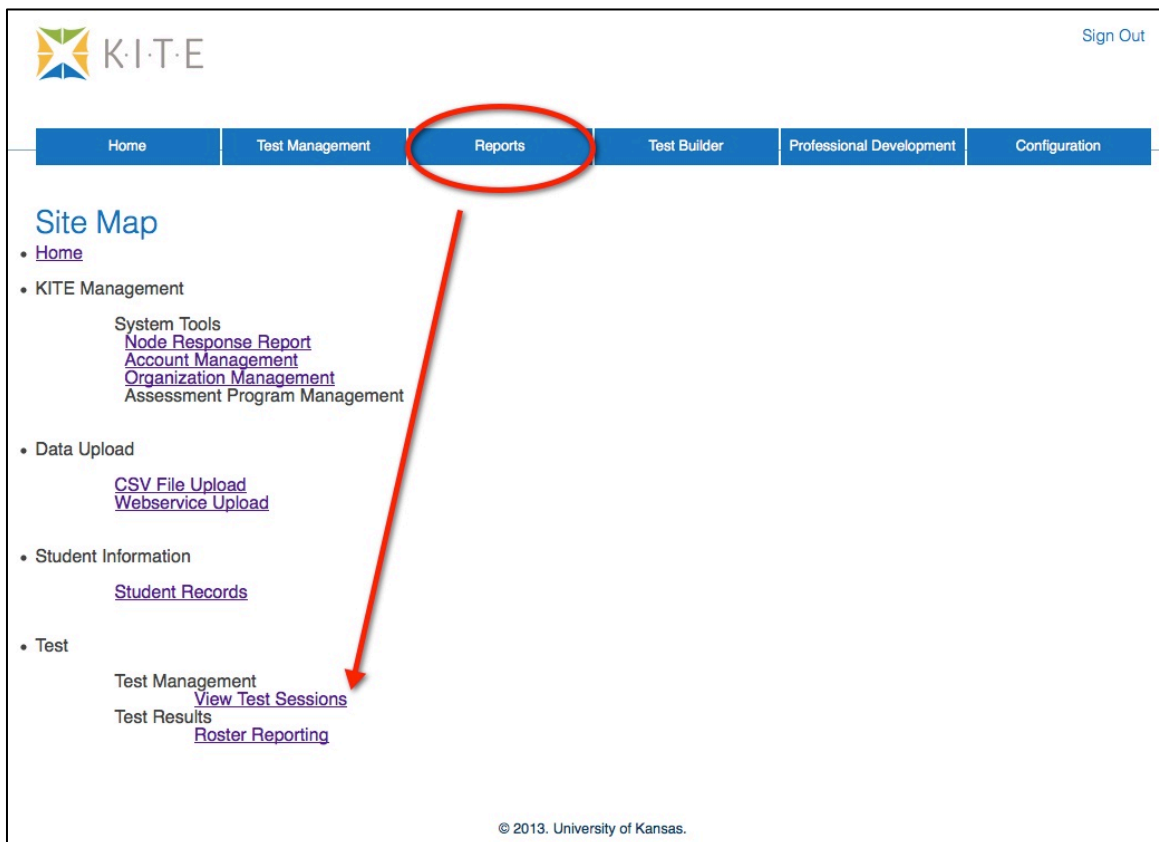 K·I·T·E
Sign Out
Home Test Management Reports Test Builder Professional Development Configuration
Site Map
• Home
• KITE Management
System Tools
Node Response Report
Account Management
Organization Management
Assessment Program Management
• Data Upload
CSV File Upload
Webservice Upload
• Student Information
Student Records
• Test
Test Management
View Test Sessions
Test Results
Roster Reporting
© 2013. University of Kansas.